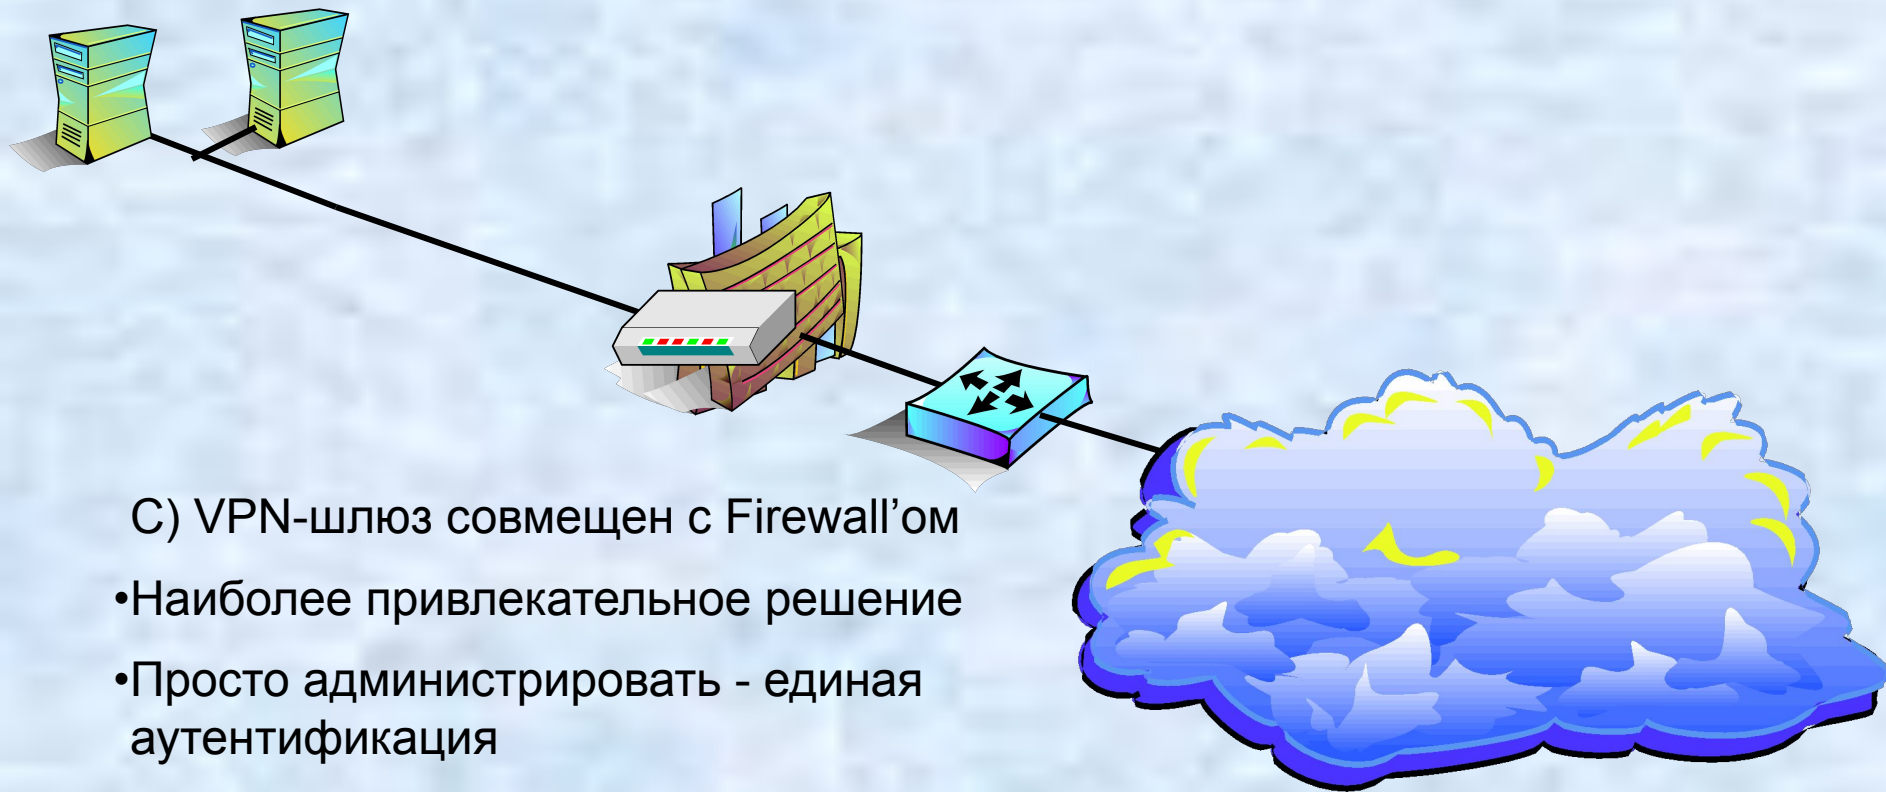 С) VPN-шлюз совмещен с Firewall’ом
•Наиболее привлекательное решение
•Просто администрировать - единая
аутентификация